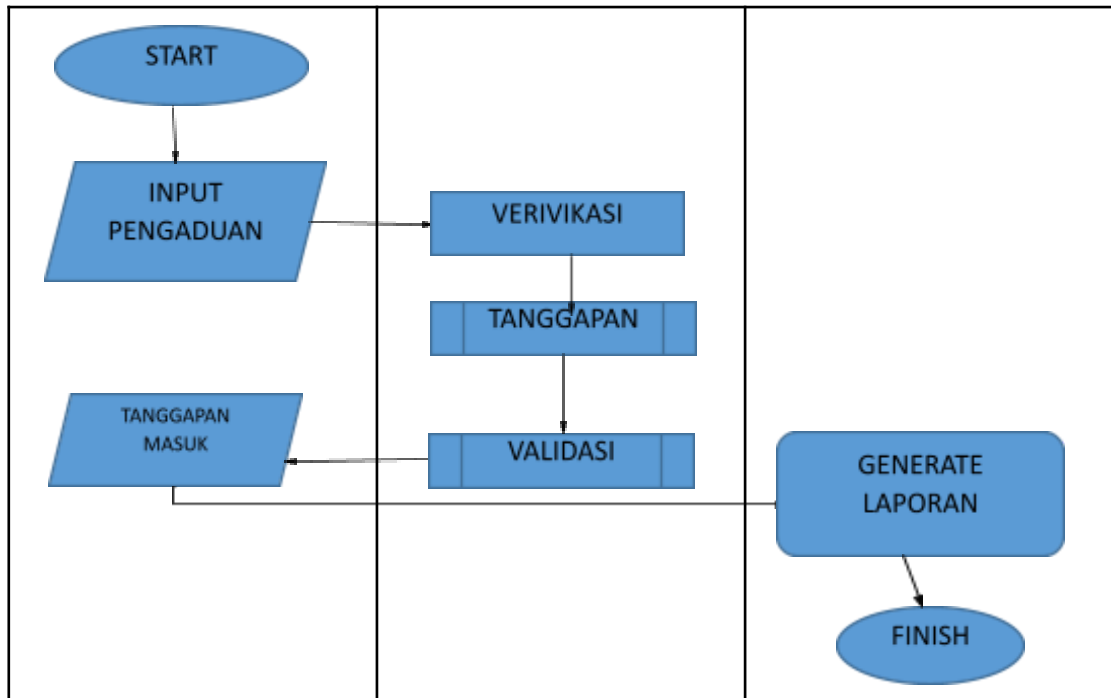 START
INPUT
PENGADUAN
VERIVIKASI
TANGGAPAN
VALIDASI
TANGGAPAN
MASUK
GENERATE
LAPORAN
FINISH